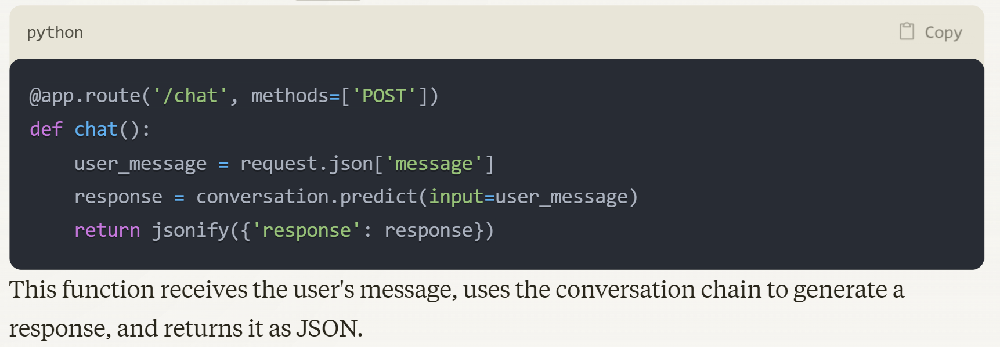 python
Copy
@app.route('/chat', methods=['POST'])
def chat():
    user_message = request.json['message']
    response = conversation.predict(input=user_message)
    return jsonify({'response': response})
This function receives the user's message, uses the conversation chain to generate a
response, and returns it as JSON.